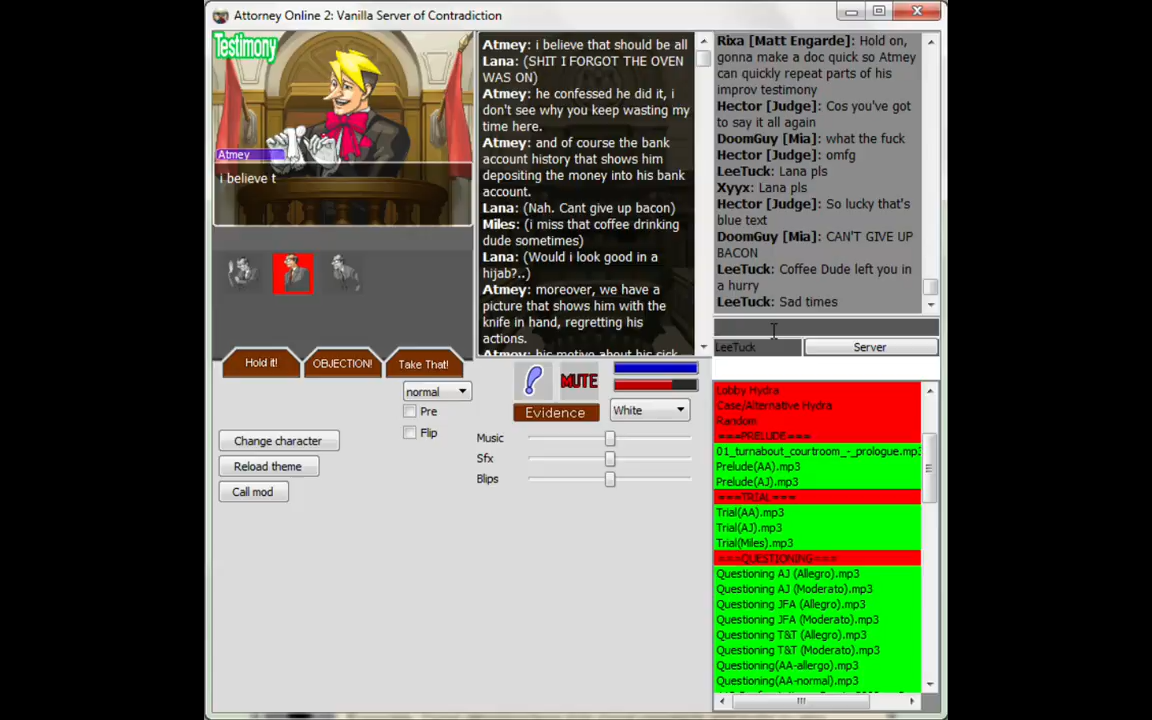 Attorney Online 2: Vanilla Server of Contradiction
Testimony
Atmey
i believe t
Atmey: i believe that should be all
Lana: (SHIT I FORGOT THE OVEN
WAS ON)
Atmey: he confessed he did it, i
don't see why you keep wasting my
time here.
Atmey: and of course the bank
account history that shows him
depositing the money into his bank
account.
Lana: (Nah. Cant give up bacon)
Miles: (i miss that coffee drinking
dude sometimes)
Lana: (Would i look good in a
hijab?..)
Atmey: moreover, we have a
picture that shows him with the
knife in hand, regretting his
actions.
Atmey: his motive about his sick
Rixa [Matt Engarde]: Hold on,
gonna make a doc quick so Atmey
can quickly repeat parts of his
improv testimony
Hector [Judge]: Cos you've got
to say it all again
DoomGuy [Mia]: what the fuck
Hector [Judge]: omfg
LeeTuck: Lana pls
Xyyx: Lana pls
Hector [Judge]: So lucky that's
blue text
DoomGuy [Mia]: CAN'T GIVE UP
BACON
LeeTuck: Coffee Dude left you in
a hurry
LeeTuck: Sad times
LeeTuck
Server
Hold it!
OBJECTION!
Take That!
normal
Pre
Flip
MUTE
Evidence
White
Music
Sfx
Blips
Change character
Reload theme
Call mod
Lobby Hydra
Case/Alternative Hydra
Random
===PRELUDE===
01_turnabout_courtroom_-_prologue.mp3
Prelude(AA).mp3
Prelude(AJ).mp3
===TRIAL===
Trial(AA).mp3
Trial(AJ).mp3
Trial(Miles).mp3
===QUESTIONING===
Questioning AJ (Allegro).mp3
Questioning AJ (Moderato).mp3
Questioning JFA (Allegro).mp3
Questioning JFA (Moderato).mp3
Questioning T&T (Allegro).mp3
Questioning T&T (Moderato).mp3
Questioning(AA-allergo).mp3
Questioning(AA-normal).mp3